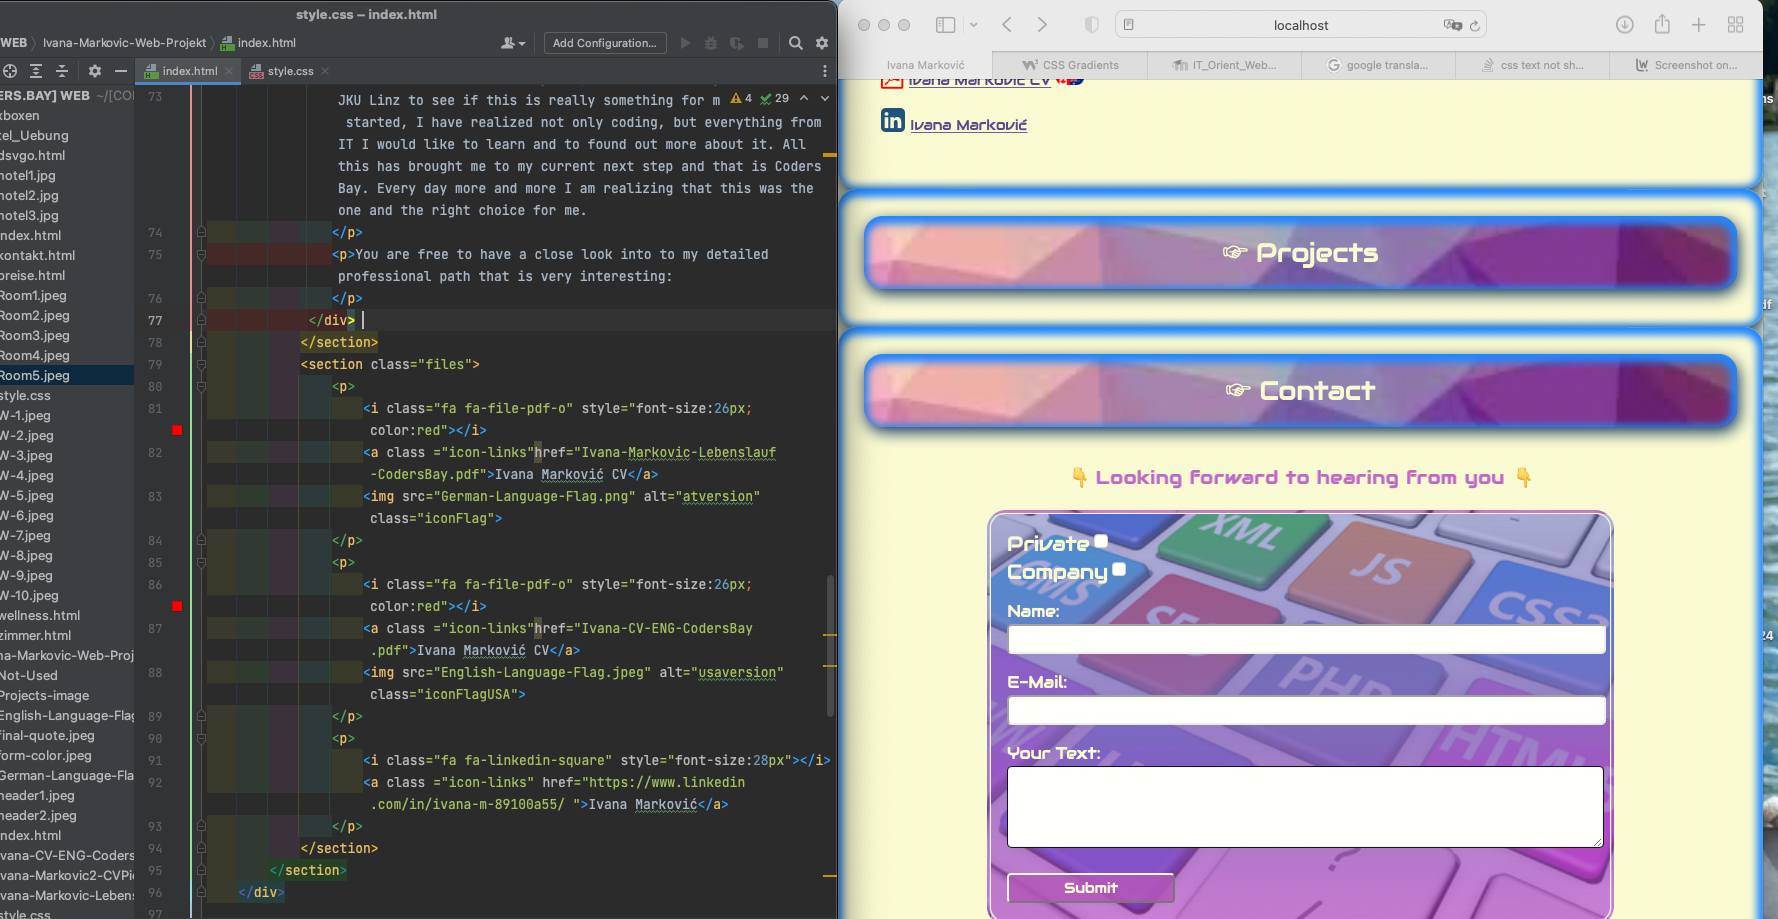 style.css – index.html
WEB
Ivana-Markovic-Web-Projekt
index.html
Add Configuration...
index.html
style.css
ERS.BAY] WEB ~/[COI
xboxen
tel_Uebung
dsvgo.html
hotel1.jpg
hotel2.jpg
hotel3.jpg
index.html
kontakt.html
preise.html
Room1.jpeg
Room2.jpeg
Room3.jpeg
Room4.jpeg
Room5.jpeg
style.css
W-1.jpeg
W-2.jpeg
W-3.jpeg
W-4.jpeg
W-5.jpeg
W-6.jpeg
W-7.jpeg
W-8.jpeg
W-9.jpeg
W-10.jpeg
wellness.html
zimmer.html
na-Markovic-Web-Proj
Not-Used
Projects-image
English-Language-Flag
final-quote.jpeg
form-color.jpeg
German-Language-Fla
header1.jpeg
header2.jpeg
index.html
vana-CV-ENG-Coders
vana-Markovic2-CVPi
vana-Markovic-Lebens
style.css
4 29
73
JKU Linz to see if this is really something for m
started, I have realized not only coding, but everything from
IT I would like to learn and to found out more about it. All
this has brought me to my current next step and that is Coders
Bay. Every day more and more I am realizing that this was the
one and the right choice for me.
74 </p>
75 <p>You are free to have a close look into to my detailed
professional path that is very interesting:
76 </p>
77 </div>
78 </section>
79 <section class="files">
80 <p>
81 <i class="fa fa-file-pdf-o" style="font-size:26px;
color:red"></i>
82 <a class ="icon-links"href="Ivana-Markovic-Lebenslauf
-CodersBay.pdf">Ivana Marković CV</a>
83 <img src="German-Language-Flag.png" alt="atversion"
class="iconFlag">
84 </p>
85 <p>
86 <i class="fa fa-file-pdf-o" style="font-size:26px;
color:red"></i>
87 <a class ="icon-links"href="Ivana-CV-ENG-CodersBay
.pdf">Ivana Marković CV</a>
88 <img src="English-Language-Flag.jpeg" alt="usaversion"
class="iconFlagUSA">
89 </p>
90 <p>
91 <i class="fa fa-linkedin-square" style="font-size:28px"></i>
92 <a class ="icon-links" href="https://www.linkedin
.com/in/ivana-m-89100a55/ ">Ivana Marković</a>
93 </p>
94 </section>
95 </section>
96 </div>
97
localhost
Ivana Marković
CSS Gradients
IT_Orient_Web...
google transla...
css text not sh...
Screenshot on...
Ivana Marković CV
in Ivana Marković
☞ Projects
☞ Contact
👇 Looking forward to hearing from you 👇
Private
Company
Name:
E-Mail:
Your Text:
Submit
XML
JS
CMS
CSS
PHP
HTML
ns
df
24